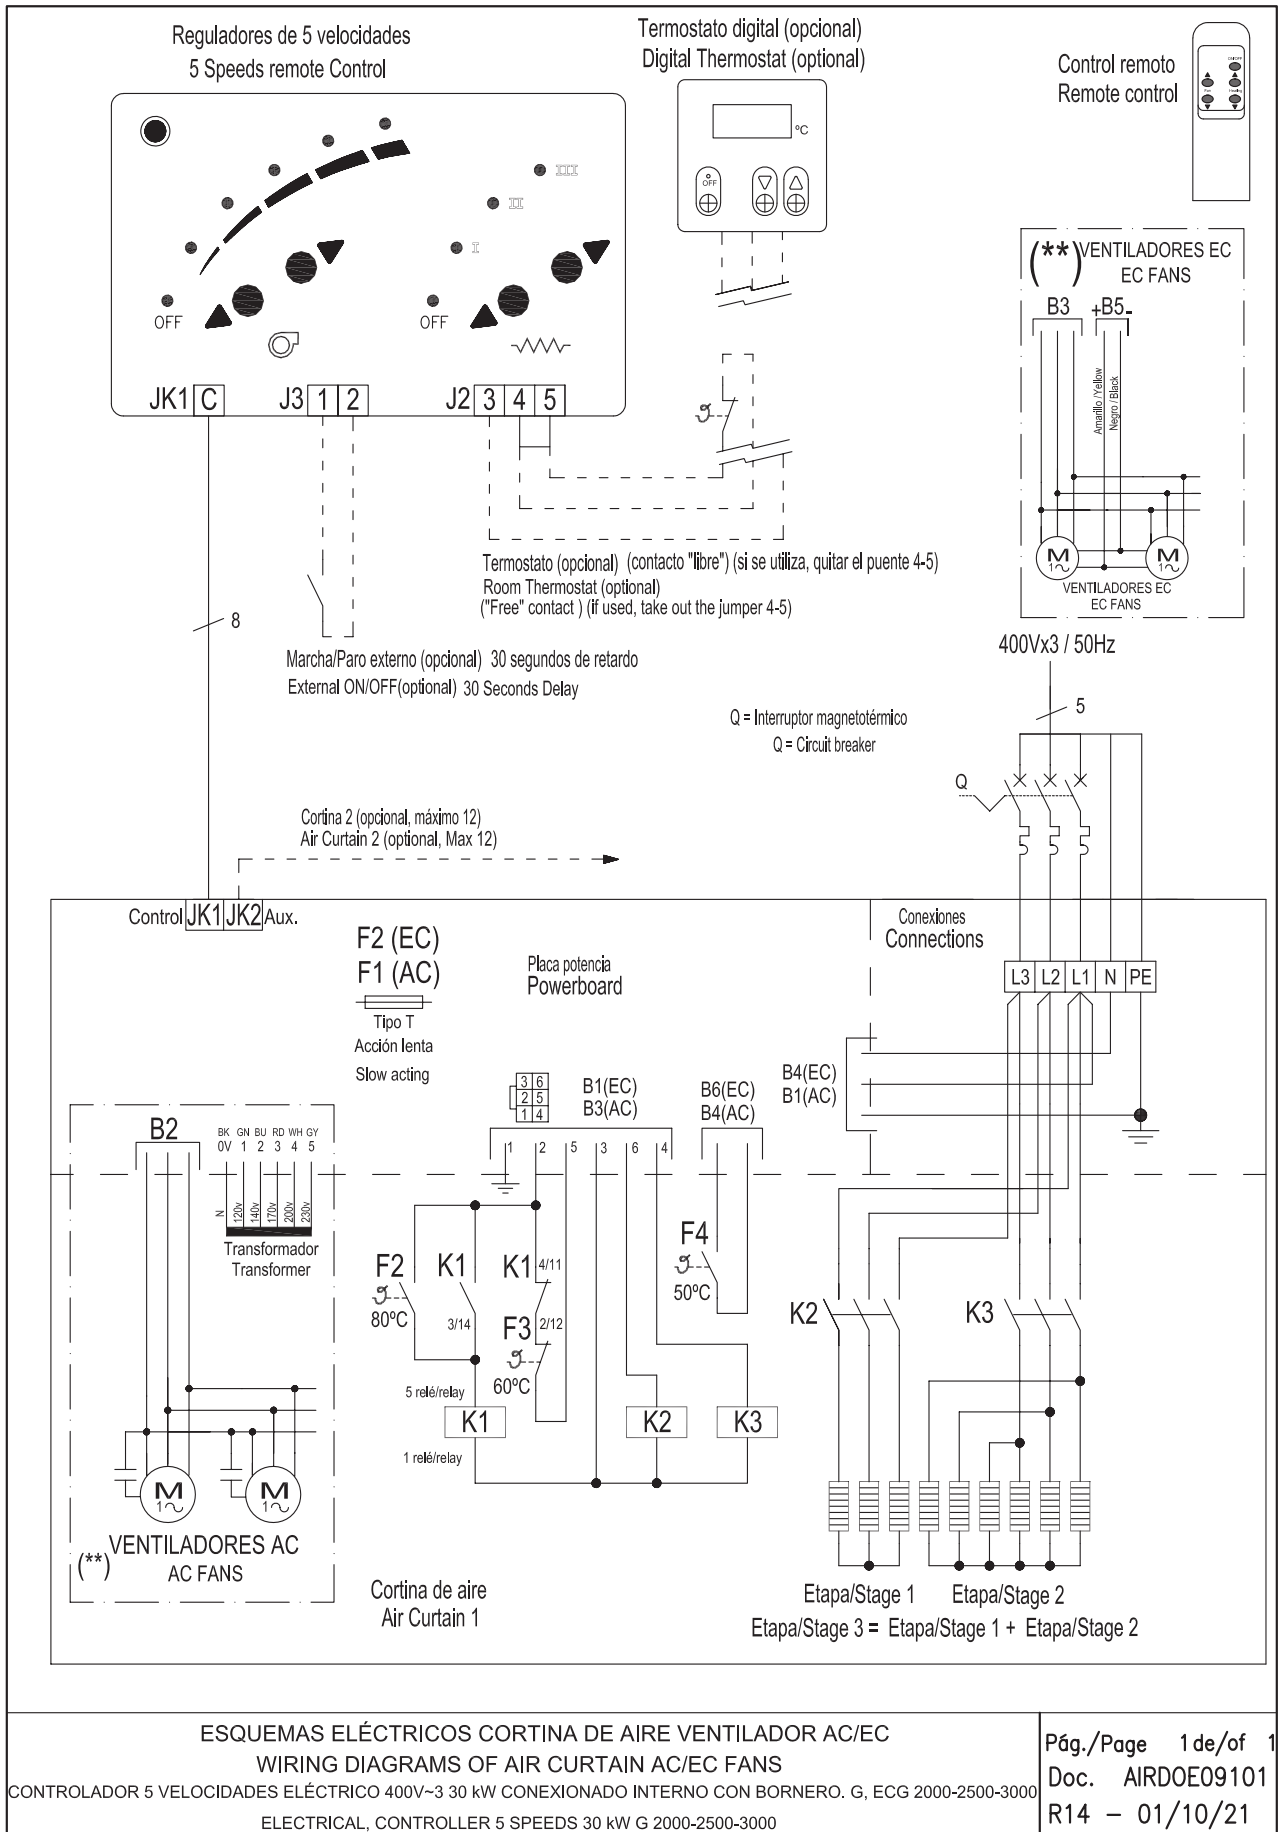 Reguladores de 5 velocidades
5 Speeds remote Control
Termostato digital (opcional)
Digital Thermostat (optional)
Control remoto
Remote control
ON/OFF
Fan
Heating
ºC
OFF
I
II
III
OFF
OFF
JK1 C
J3 1 2
J2 3 4 5
(**) VENTILADORES EC
EC FANS
B3 +B5-
Amarillo / Yellow
Negro / Black
M
1~
M
1~
VENTILADORES EC
EC FANS
Termostato (opcional) (contacto "libre") (si se utiliza, quitar el puente 4-5)
Room Thermostat (optional)
("Free" contact ) (if used, take out the jumper 4-5)
8
Marcha/Paro externo (opcional) 30 segundos de retardo
External ON/OFF(optional) 30 Seconds Delay
400Vx3 / 50Hz
5
Q = Interruptor magnetotérmico
Q = Circuit breaker
Q
Cortina 2 (opcional, máximo 12)
Air Curtain 2 (optional, Max 12)
Control JK1 JK2 Aux.
F2 (EC)
F1 (AC)
Tipo T
Acción lenta
Slow acting
Placa potencia
Powerboard
Conexiones
Connections
L3 L2 L1 N PE
3 6
2 5
1 4
B1(EC)
B3(AC)
B6(EC)
B4(AC)
B4(EC)
B1(AC)
1 2 5 3 6 4
B2
BK GN BU RD WH GY
0V 1 2 3 4 5
N 120v 140v 170v 200v 230v
Transformador
Transformer
F2
80ºC
K1
3/14
K1
4/11
F3
2/12
60ºC
F4
50ºC
K2
K3
5 relé/relay
K1
1 relé/relay
K2
K3
M
1~
M
1~
VENTILADORES AC
(**)
AC FANS
Cortina de aire
Air Curtain 1
Etapa/Stage 1
Etapa/Stage 2
Etapa/Stage 3 = Etapa/Stage 1 + Etapa/Stage 2
ESQUEMAS ELÉCTRICOS CORTINA DE AIRE VENTILADOR AC/EC
WIRING DIAGRAMS OF AIR CURTAIN AC/EC FANS
CONTROLADOR 5 VELOCIDADES ELÉCTRICO 400V~3 30 kW CONEXIONADO INTERNO CON BORNERO. G, ECG 2000-2500-3000
ELECTRICAL, CONTROLLER 5 SPEEDS 30 kW G 2000-2500-3000
Pág./Page 1 de/of 1
Doc. AIRDOE09101
R14 – 01/10/21